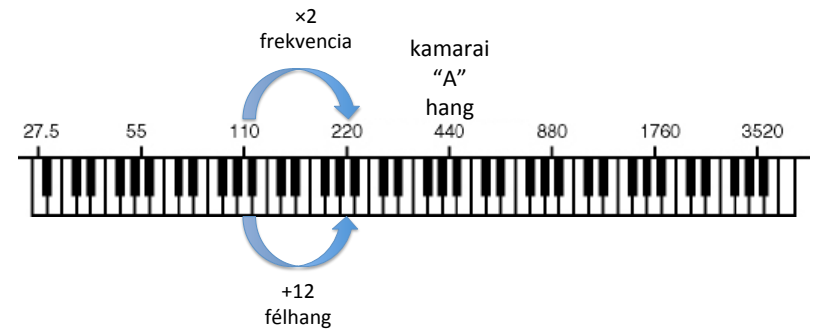 ×2
frekvencia
kamarai
“A”
hang
27.5 55 110 220 440 880 1760 3520
+12
félhang